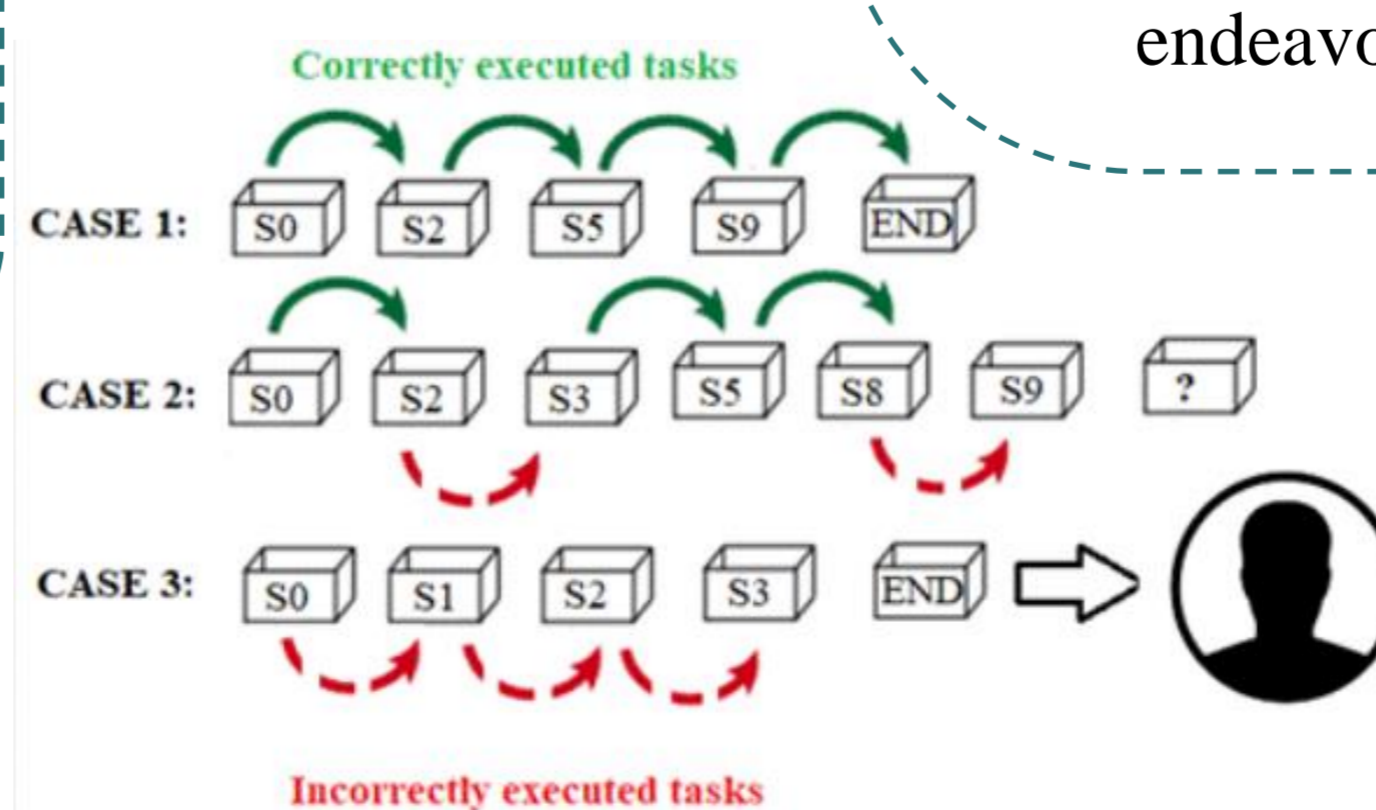 endeavo
Correctly executed tasks
CASE 1: S0 S2 S5 S9 END
CASE 2: S0 S2 S3 S5 S8 S9 ?
CASE 3: S0 S1 S2 S3 END
Incorrectly executed tasks